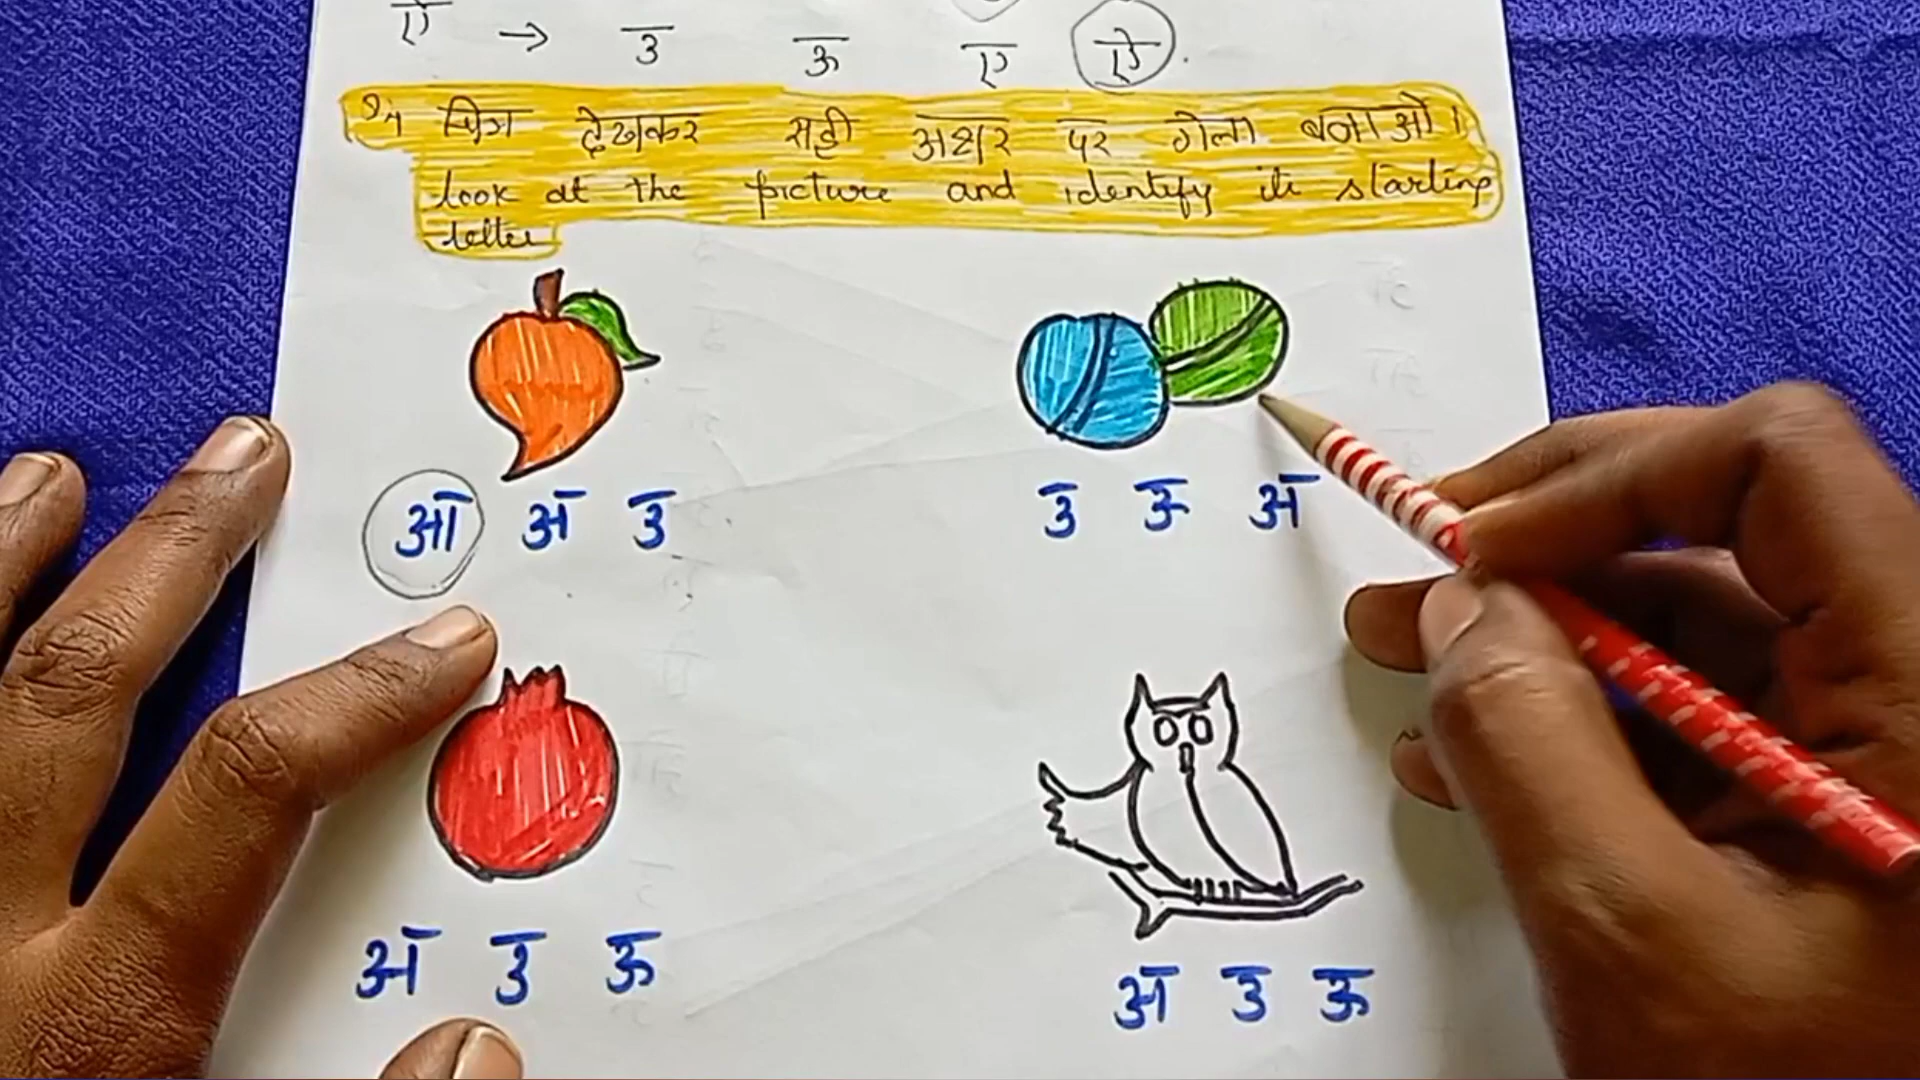 ऐ → उ ऊ ए ऐ
चित्र देखकर सही अक्षर पर गोला बनाओ।
look at the picture and identify its starting
letter
आ अ उ
उ ऊ अ
अ उ ऊ
अ उ ऊ